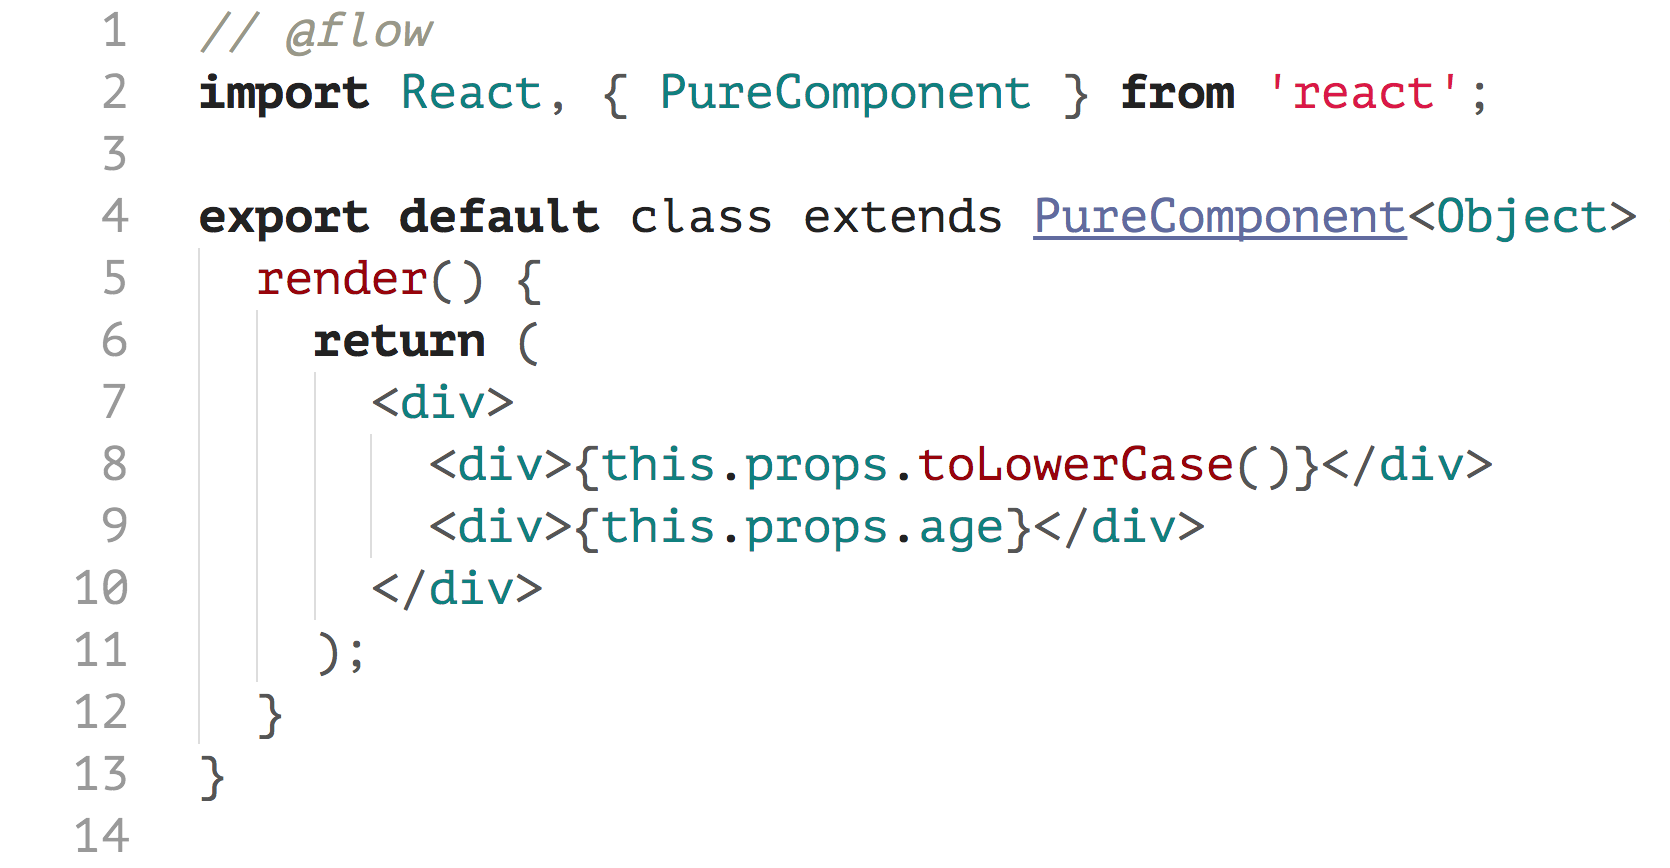 1 // @flow
2 import React, { PureComponent } from 'react';
3
4 export default class extends PureComponent<Object>
5 render() {
6 return (
7 <div>
8 <div>{this.props.toLowerCase()}</div>
9 <div>{this.props.age}</div>
10 </div>
11 );
12 }
13 }
14